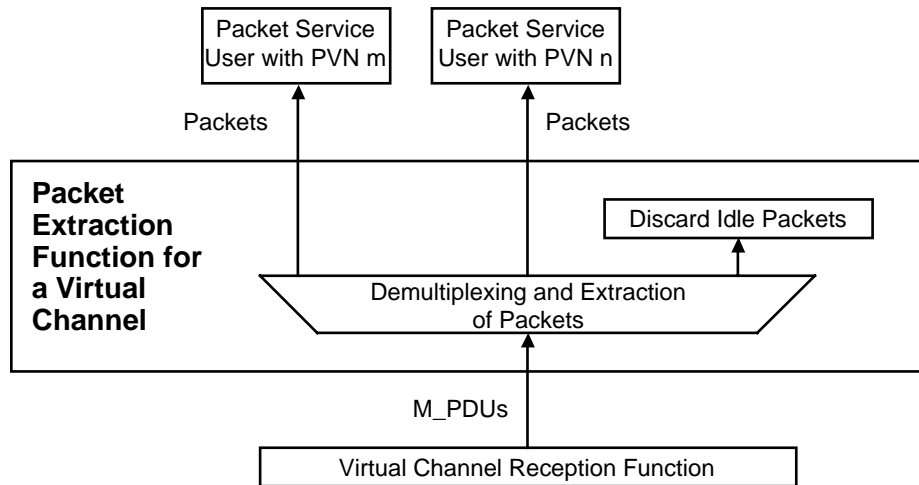 Packet Service
User with PVN m
Packet Service
User with PVN n
Packets
Packets
Packet
Extraction
Function for
a Virtual
Channel
Discard Idle Packets
Demultiplexing and Extraction
of Packets
M_PDUs
Virtual Channel Reception Function